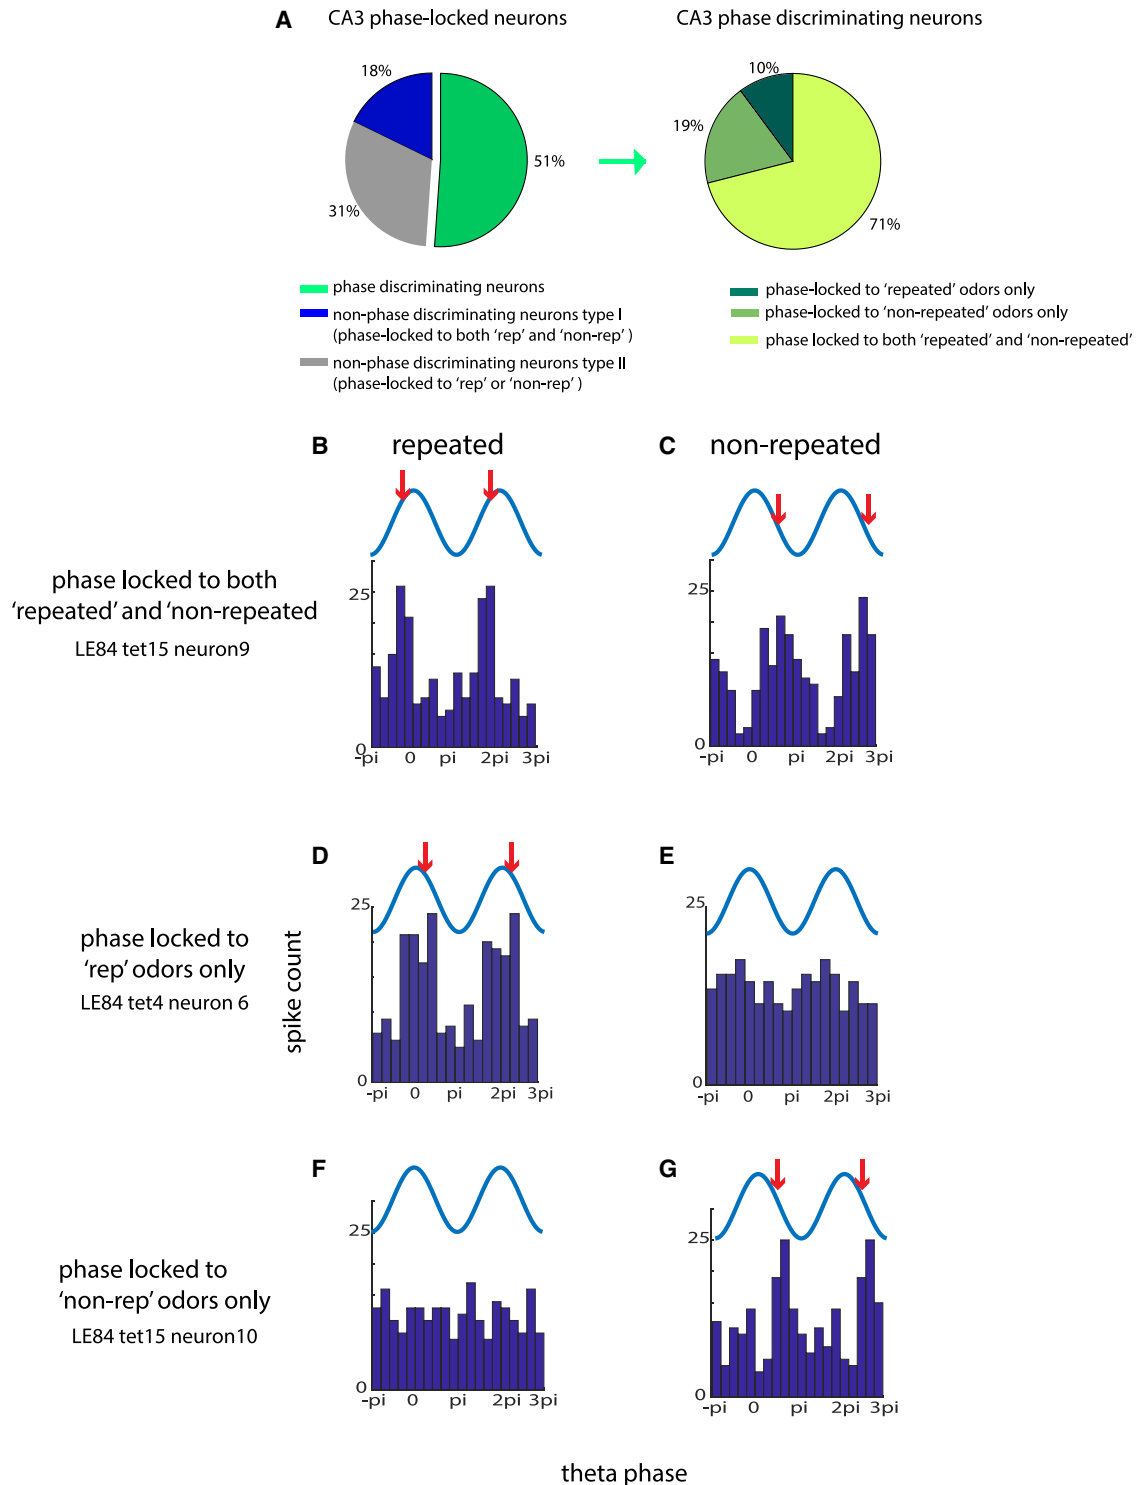 A
CA3 phase-locked neurons
CA3 phase discriminating neurons
18%
51%
31%
10%
19%
71%
phase discriminating neurons
non-phase discriminating neurons type I
(phase-locked to both 'rep' and 'non-rep' )
non-phase discriminating neurons type II
(phase-locked to 'rep' or 'non-rep' )
phase-locked to 'repeated' odors only
phase-locked to 'non-repeated' odors only
phase locked to both 'repeated' and 'non-repeated'
B
repeated
C
non-repeated
phase locked to both
'repeated' and 'non-repeated
LE84 tet15 neuron9
25
0
-pi 0 pi 2pi 3pi
25
0
-pi 0 pi 2pi 3pi
D
E
phase locked to
'rep' odors only
LE84 tet4 neuron 6
spike count
25
0
-pi 0 pi 2pi 3pi
25
0
-pi 0 pi 2pi 3pi
F
G
phase locked to
'non-rep' odors only
LE84 tet15 neuron10
25
0
-pi 0 pi 2pi 3pi
25
0
-pi 0 pi 2pi 3pi
theta phase